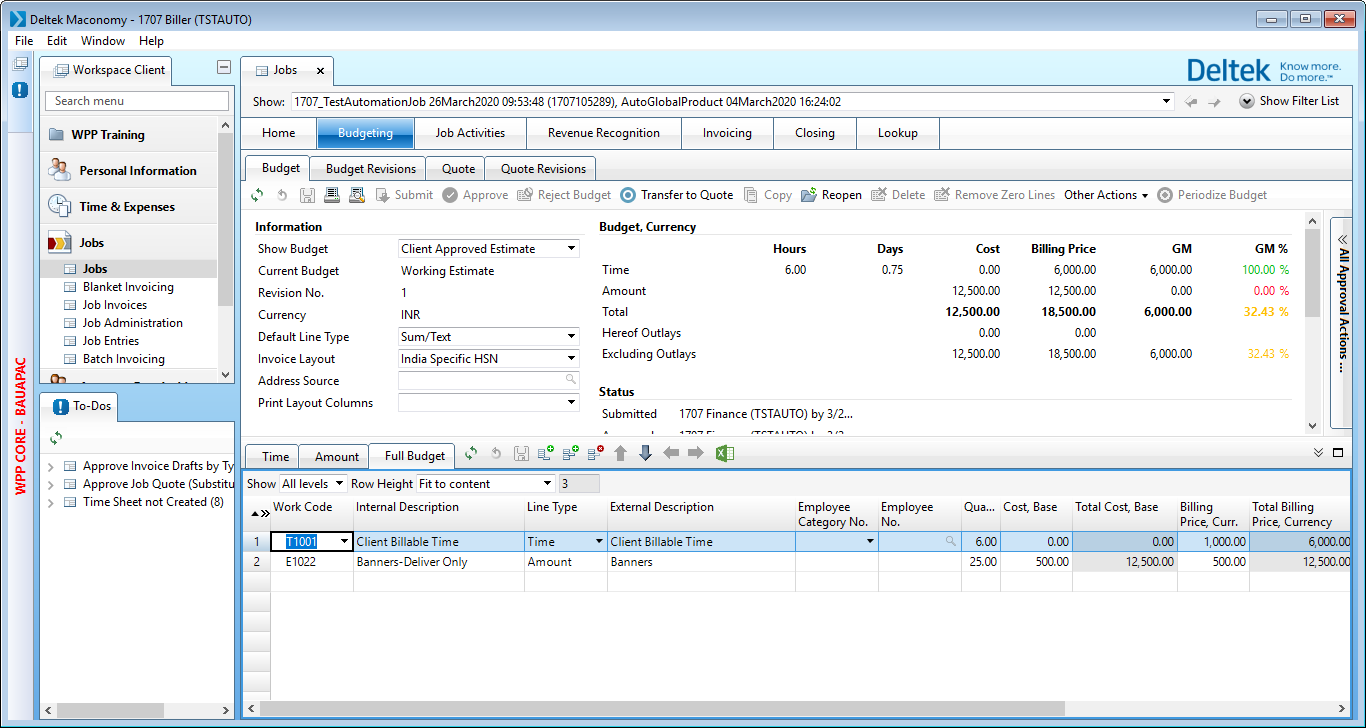 Deltek Maconomy - 1707 Biller (TSTAUTO)
File Edit Window Help
Workspace Client
Jobs
Deltek Know more. Do more.™
Search menu
Show: 1707_TestAutomationJob 26March2020 09:53:48 (1707105289), AutoGlobalProduct 04March2020 16:24:02
Show Filter List
WPP Training
Personal Information
Time & Expenses
Jobs
Jobs
Blanket Invoicing
Job Invoices
Job Administration
Job Entries
Batch Invoicing
WPP CORE - BAUAPAC
To-Dos
Approve Invoice Drafts by Ty
Approve Job Quote (Substitu
Time Sheet not Created (8)
Home Budgeting Job Activities Revenue Recognition Invoicing Closing Lookup
Budget Budget Revisions Quote Quote Revisions
Submit Approve Reject Budget Transfer to Quote Copy Reopen Delete Remove Zero Lines Other Actions Periodize Budget
Information
Show Budget Client Approved Estimate
Current Budget Working Estimate
Revision No. 1
Currency INR
Default Line Type Sum/Text
Invoice Layout India Specific HSN
Address Source
Print Layout Columns
Budget, Currency
Hours Days Cost Billing Price GM GM %
Time 6.00 0.75 0.00 6,000.00 6,000.00 100.00 %
Amount 12,500.00 12,500.00 0.00 0.00 %
Total 12,500.00 18,500.00 6,000.00 32.43 %
Hereof Outlays 0.00 0.00
Excluding Outlays 12,500.00 18,500.00 6,000.00 32.43 %
Status
Submitted 1707 Finance (TSTAUTO) by 3/2...
All Approval Actions ...
Time Amount Full Budget
Show All levels Row Height Fit to content 3
Work Code Internal Description Line Type External Description Employee Category No. Employee No. Qua... Cost, Base Total Cost, Base Billing Price, Curr. Total Billing Price, Currency
1 T1001 Client Billable Time Time Client Billable Time 6.00 0.00 0.00 1,000.00 6,000.00
2 E1022 Banners-Deliver Only Amount Banners 25.00 500.00 12,500.00 500.00 12,500.00